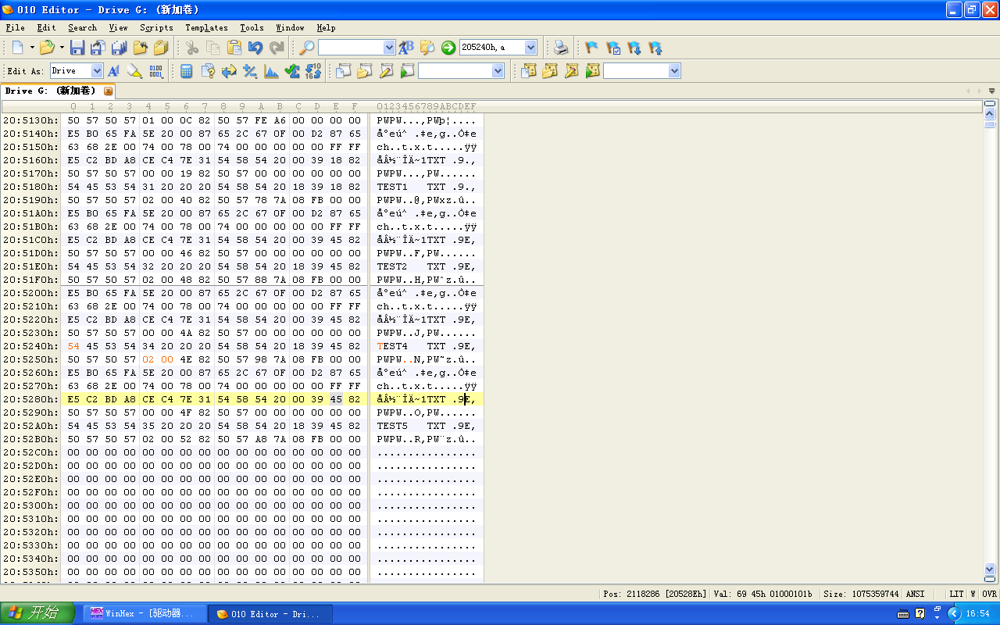 010 Editor - Drive G: (新加卷)
File Edit Search View Scripts Templates Tools Window Help
205240h,a
Edit As: Drive
Drive G: (新加卷)
0 1 2 3 4 5 6 7 8 9 A B C D E F 0123456789ABCDEF
20:5130h: 50 57 50 57 01 00 0C 82 50 57 FE A6 00 00 00 00 PWPW...‚PWþ¦....
20:5140h: E5 B0 65 FA 5E 20 00 87 65 2C 67 0F 00 D2 87 65 å°eú^ .‡e,g..Ò‡e
20:5150h: 63 68 2E 00 74 00 78 00 74 00 00 00 00 00 FF FF ch..t.x.t.....ÿÿ
20:5160h: E5 C2 BD A8 CE C4 7E 31 54 58 54 20 00 39 18 82 å½¨ÎÄ~1TXT .9.‚
20:5170h: 50 57 50 57 00 00 19 82 50 57 00 00 00 00 00 00 PWPW...‚PW......
20:5180h: 54 45 53 54 31 20 20 20 54 58 54 20 18 39 18 82 TEST1   TXT .9.‚
20:5190h: 50 57 50 57 02 00 40 82 50 57 78 7A 08 FB 00 00 PWPW..@‚PWxz.û..
20:51A0h: E5 B0 65 FA 5E 20 00 87 65 2C 67 0F 00 D2 87 65 å°eú^ .‡e,g..Ò‡e
20:51B0h: 63 68 2E 00 74 00 78 00 74 00 00 00 00 00 FF FF ch..t.x.t.....ÿÿ
20:51C0h: E5 C2 BD A8 CE C4 7E 31 54 58 54 20 00 39 45 82 å½¨ÎÄ~1TXT .9E‚
20:51D0h: 50 57 50 57 00 00 46 82 50 57 00 00 00 00 00 00 PWPW..F‚PW......
20:51E0h: 54 45 53 54 32 20 20 20 54 58 54 20 18 39 45 82 TEST2   TXT .9E‚
20:51F0h: 50 57 50 57 02 00 48 82 50 57 88 7A 08 FB 00 00 PWPW..H‚PWˆz.û..
20:5200h: E5 B0 65 FA 5E 20 00 87 65 2C 67 0F 00 D2 87 65 å°eú^ .‡e,g..Ò‡e
20:5210h: 63 68 2E 00 74 00 78 00 74 00 00 00 00 00 FF FF ch..t.x.t.....ÿÿ
20:5220h: E5 C2 BD A8 CE C4 7E 31 54 58 54 20 00 39 45 82 å½¨ÎÄ~1TXT .9E‚
20:5230h: 50 57 50 57 00 00 4A 82 50 57 00 00 00 00 00 00 PWPW..J‚PW......
20:5240h: 54 45 53 54 34 20 20 20 54 58 54 20 18 39 45 82 TEST4   TXT .9E‚
20:5250h: 50 57 50 57 02 00 4E 82 50 57 98 7A 08 FB 00 00 PWPW..N‚PW˜z.û..
20:5260h: E5 B0 65 FA 5E 20 00 87 65 2C 67 0F 00 D2 87 65 å°eú^ .‡e,g..Ò‡e
20:5270h: 63 68 2E 00 74 00 78 00 74 00 00 00 00 00 FF FF ch..t.x.t.....ÿÿ
20:5280h: E5 C2 BD A8 CE C4 7E 31 54 58 54 20 00 39 45 82 å½¨ÎÄ~1TXT .9E‚
20:5290h: 50 57 50 57 00 00 4F 82 50 57 00 00 00 00 00 00 PWPW..O‚PW......
20:52A0h: 54 45 53 54 35 20 20 20 54 58 54 20 18 39 45 82 TEST5   TXT .9E‚
20:52B0h: 50 57 50 57 02 00 52 82 50 57 A8 7A 08 FB 00 00 PWPW..R‚PW¨z.û..
20:52C0h: 00 00 00 00 00 00 00 00 00 00 00 00 00 00 00 00 ................
20:52D0h: 00 00 00 00 00 00 00 00 00 00 00 00 00 00 00 00 ................
20:52E0h: 00 00 00 00 00 00 00 00 00 00 00 00 00 00 00 00 ................
20:52F0h: 00 00 00 00 00 00 00 00 00 00 00 00 00 00 00 00 ................
20:5300h: 00 00 00 00 00 00 00 00 00 00 00 00 00 00 00 00 ................
20:5310h: 00 00 00 00 00 00 00 00 00 00 00 00 00 00 00 00 ................
20:5320h: 00 00 00 00 00 00 00 00 00 00 00 00 00 00 00 00 ................
20:5330h: 00 00 00 00 00 00 00 00 00 00 00 00 00 00 00 00 ................
20:5340h: 00 00 00 00 00 00 00 00 00 00 00 00 00 00 00 00 ................
20:5350h: 00 00 00 00 00 00 00 00 00 00 00 00 00 00 00 00 ................
Pos: 2118286 [20528Eh] Val: 69 45h 01000101b Size: 1075359744 ANSI LIT W OVR
开始 WinHex - [驱动器... 010 Editor - Dri... 16:54